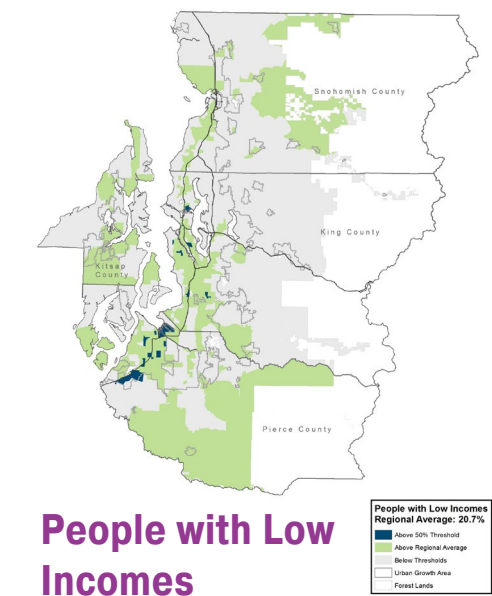 Snohomish County
King County
Kitsap
County
Pierce County
People with Low
Incomes
People with Low Incomes
Regional Average: 20.7%
Above 50% Threshold
Above Regional Average
Below Thresholds
Urban Growth Area
Forest Lands